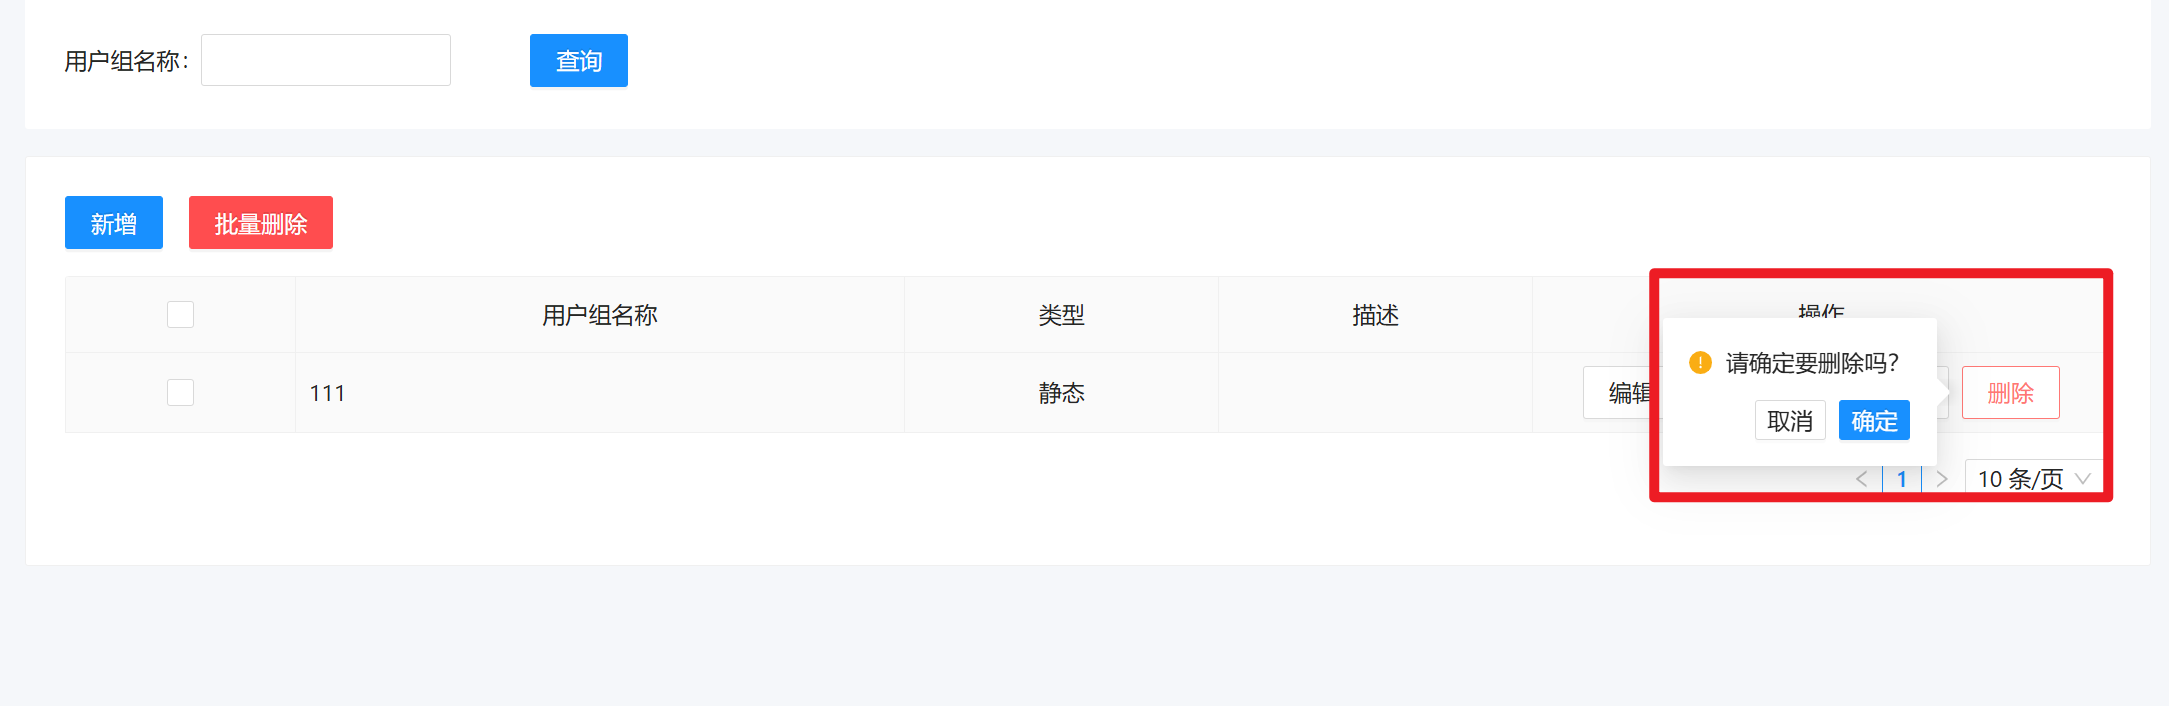 用户组名称：
查询
新增 批量删除
用户组名称 类型 描述 操作
111 静态 编辑 删除
请确定要删除吗？
取消 确定
< 1 > 10 条/页